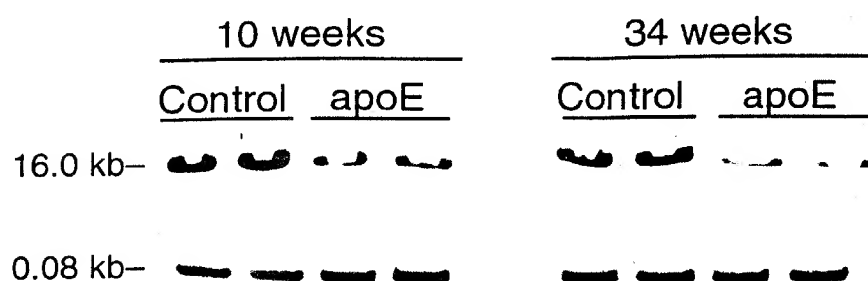 10 weeks 34 weeks
Control apoE Control apoE
16.0 kb–
0.08 kb–